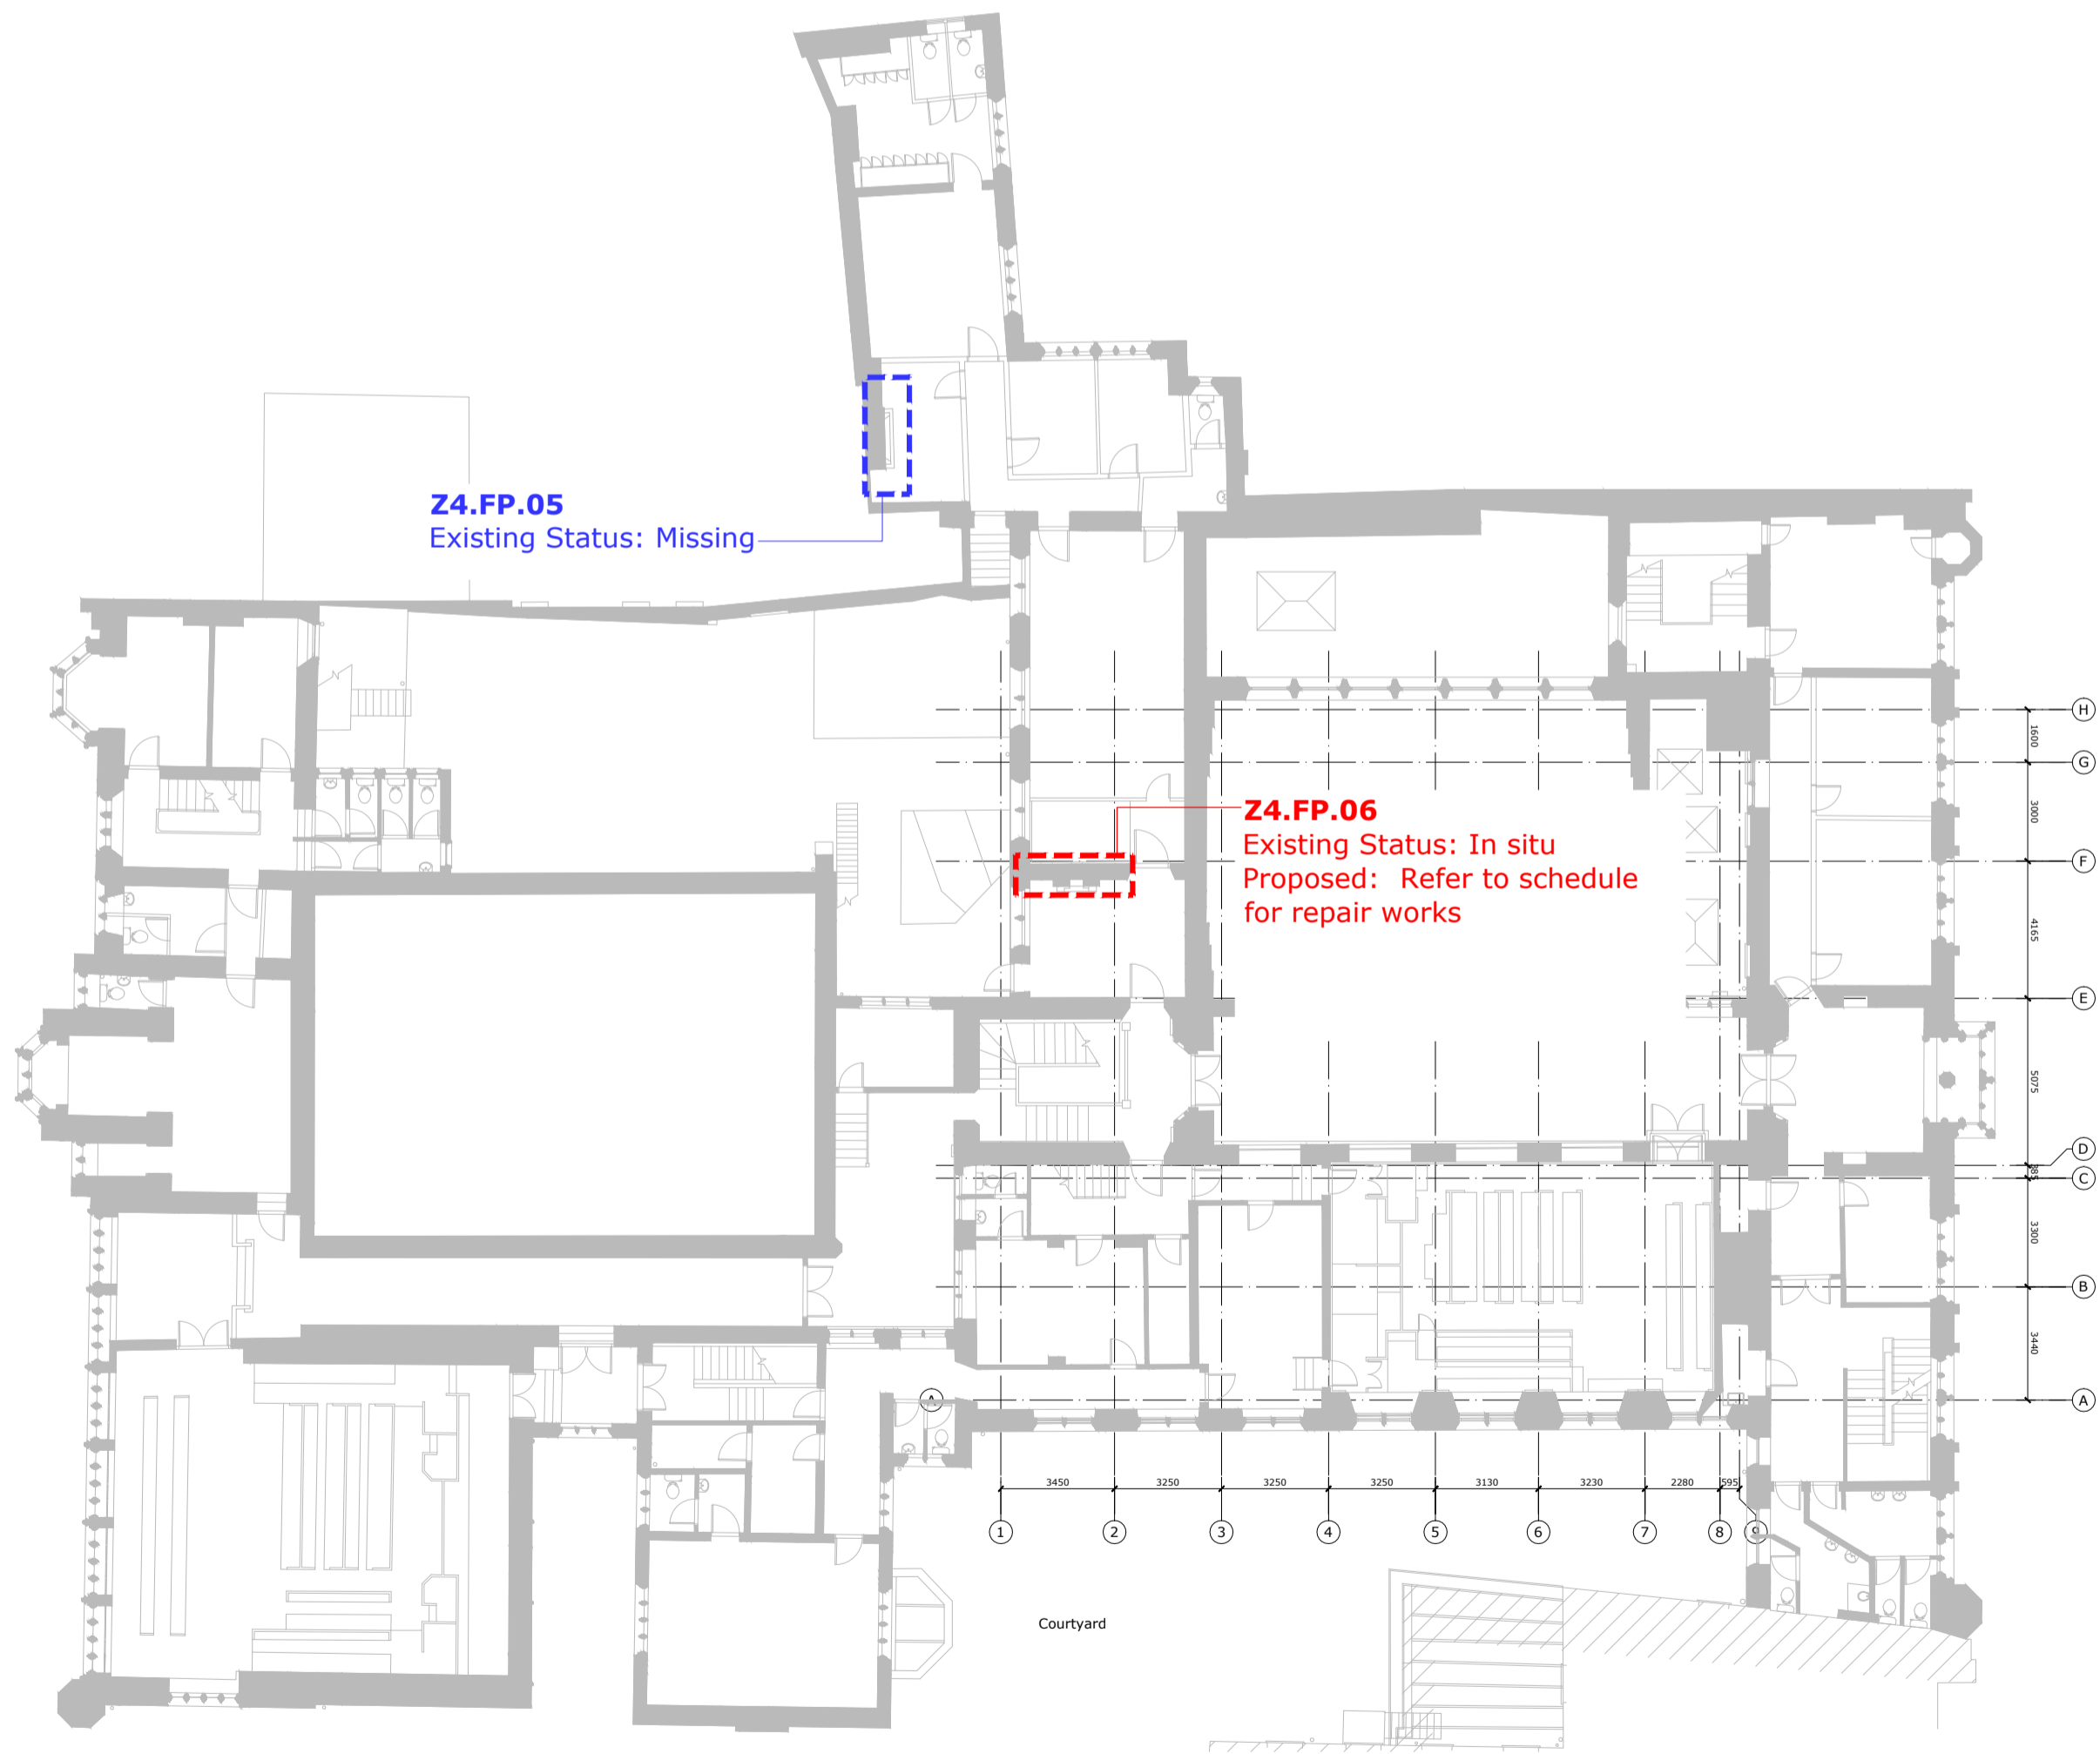 Z4.FP.05
Existing Status: Missing
H
1600
G
3000
Z4.FP.06
Existing Status: In situ
Proposed: Refer to schedule
for repair works
F
4165
E
5075
D
385
C
3300
B
3440
A
A
3450
3250
3250
3250
3130
3230
2280
595
1
2
3
4
5
6
7
8
9
Courtyard